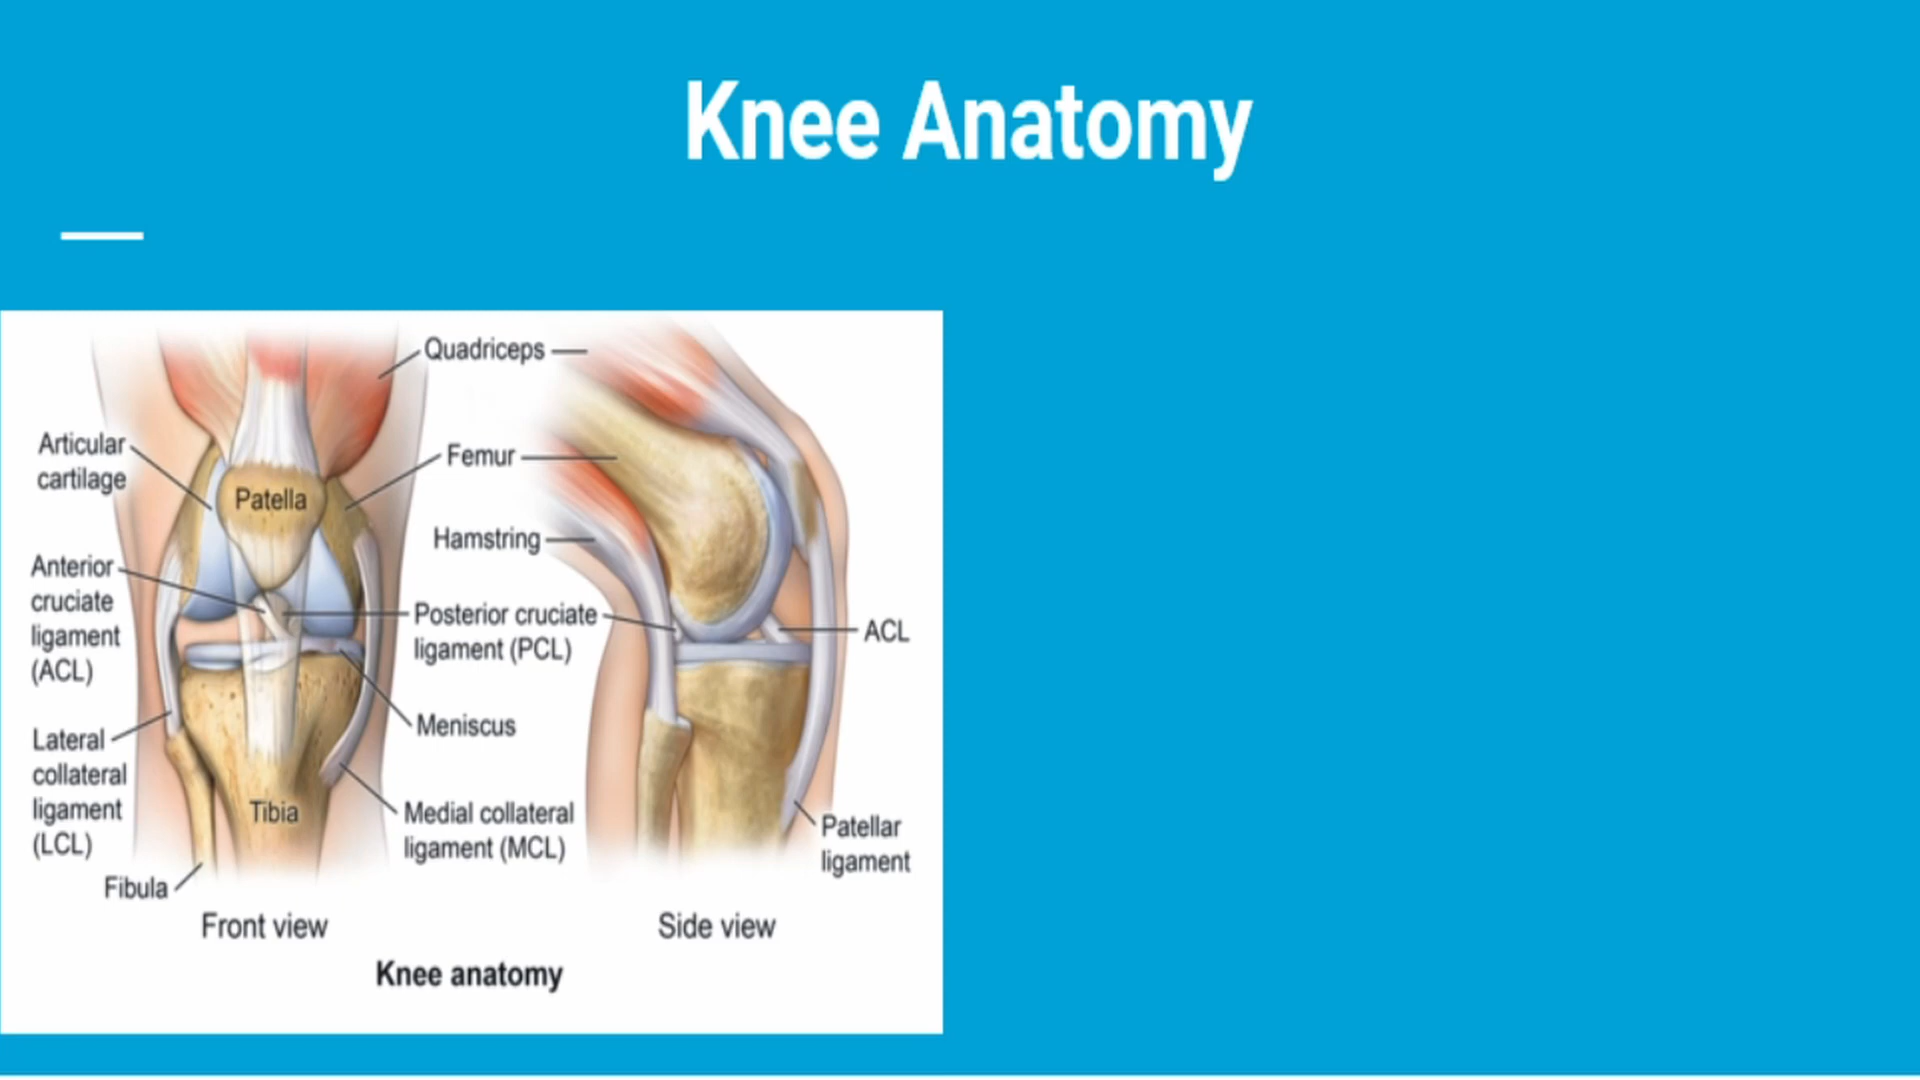 Knee Anatomy
Quadriceps
Articular
cartilage
Femur
Patella
Hamstring
Anterior
cruciate
ligament
(ACL)
Posterior cruciate
ligament (PCL)
ACL
Meniscus
Lateral
collateral
ligament
(LCL)
Tibia
Medial collateral
ligament (MCL)
Patellar
ligament
Fibula
Front view
Side view
Knee anatomy